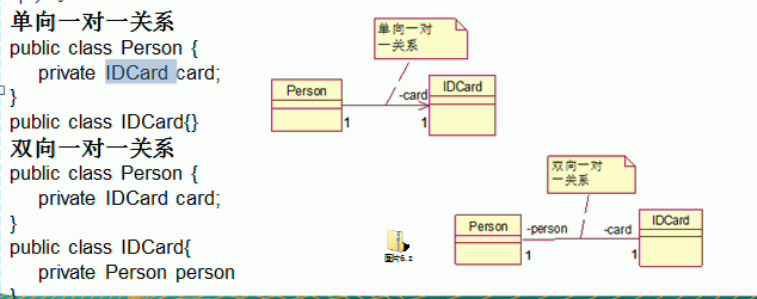 单向一对一关系
public class Person {
private IDCard card;
}
public class IDCard{}
双向一对一关系
public class Person {
private IDCard card;
}
public class IDCard{
private Person person
}
单向一对
一关系
Person
IDCard
-card
1
1
双向一对
一关系
Person
IDCard
-person
-card
1
1
图片6.z